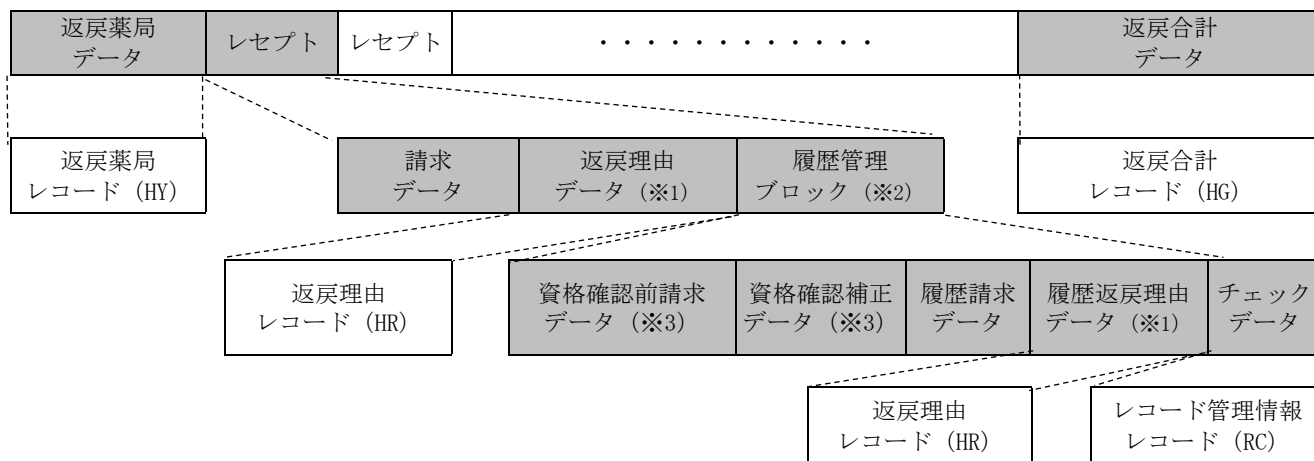 返戻薬局
データ
レセプト
レセプト
・・・・・・・・・・・・
返戻合計
データ
返戻薬局
レコード (HY)
請求
データ
返戻理由
データ (※1)
履歴管理
ブロック (※2)
返戻合計
レコード (HG)
返戻理由
レコード (HR)
資格確認前請求
データ (※3)
資格確認補正
データ (※3)
履歴請求
データ
履歴返戻理由
データ (※1)
チェック
データ
返戻理由
レコード (HR)
レコード管理情報
レコード (RC)